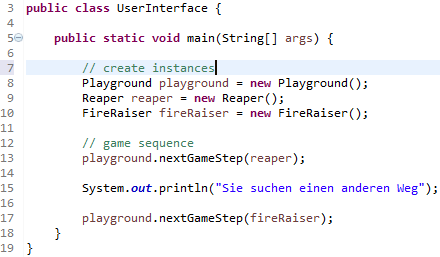 3 public class UserInterface {
4
5 public static void main(String[] args) {
6
7 // create instances
8 Playground playground = new Playground();
9 Reaper reaper = new Reaper();
10 FireRaiser fireRaiser = new FireRaiser();
11
12 // game sequence
13 playground.nextGameStep(reaper);
14
15 System.out.println("Sie suchen einen anderen Weg");
16
17 playground.nextGameStep(fireRaiser);
18 }
19 }